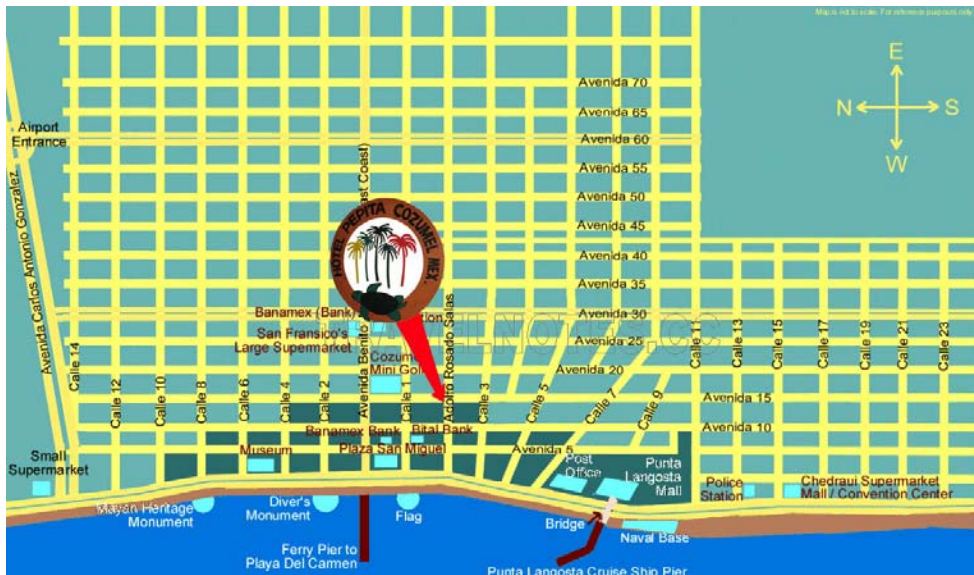 Map is not to scale. For reference purposes only
E
N
S
W
Avenida 70
Avenida 65
Avenida 60
Avenida 55
Avenida 50
Avenida 45
Avenida 40
Avenida 35
Avenida 30
Avenida 25
Avenida 20
Avenida 15
Avenida 10
Avenida 5
Airport
Entrance
Avenida Carlos Antonio Gonzalez
HOTEL PEPITA COZUMEL MEX.
East Coast)
Banamex (Bank)
San Fransico's
Large Supermarket
Cozume
Mini Gol
Calle 14
Calle 12
Calle 10
Calle 8
Calle 6
Calle 4
Calle 2
Avenida Benito
Calle 1
Adolfo Rosado Salas
Calle 3
Calle 5
Calle 7
Calle 9
Calle 11
Calle 13
Calle 15
Calle 17
Calle 19
Calle 21
Calle 23
Banamex Bank
Bital Bank
Museum
Plaza San Miguel
Small
Supermarket
Post
Office
Punta
Langosta
Mall
Police
Station
Chedraui Supermarket
Mall / Convention Center
Mayan Heritage
Monument
Diver's
Monument
Flag
Bridge
Naval Base
Ferry Pier to
Playa Del Carmen
Punta Langosta Cruise Ship Pier